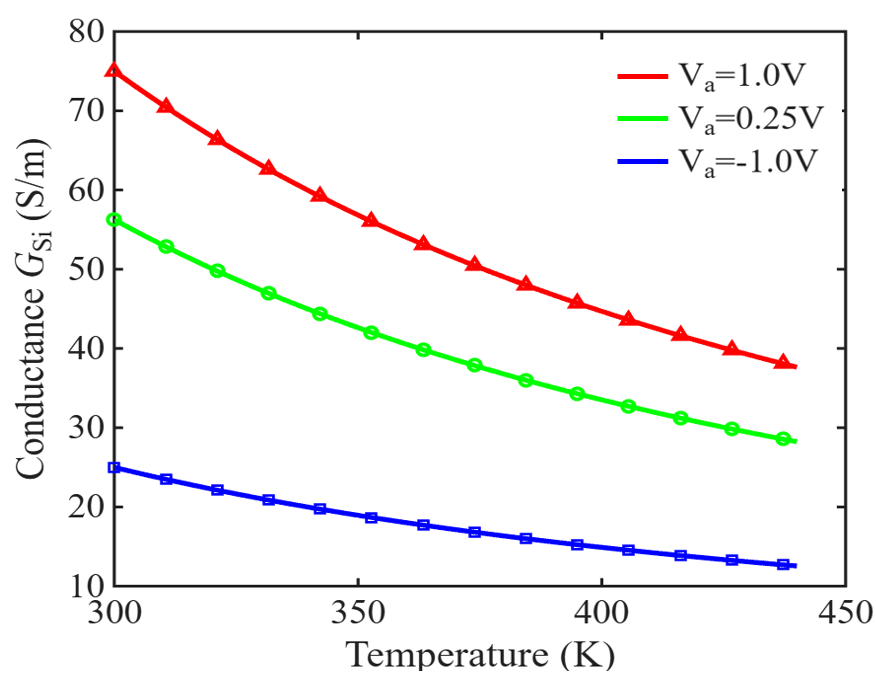 80
70
60
50
40
30
20
10
300
350
400
450
Conductance G_Si (S/m)
Temperature (K)
V_a=1.0V
V_a=0.25V
V_a=-1.0V